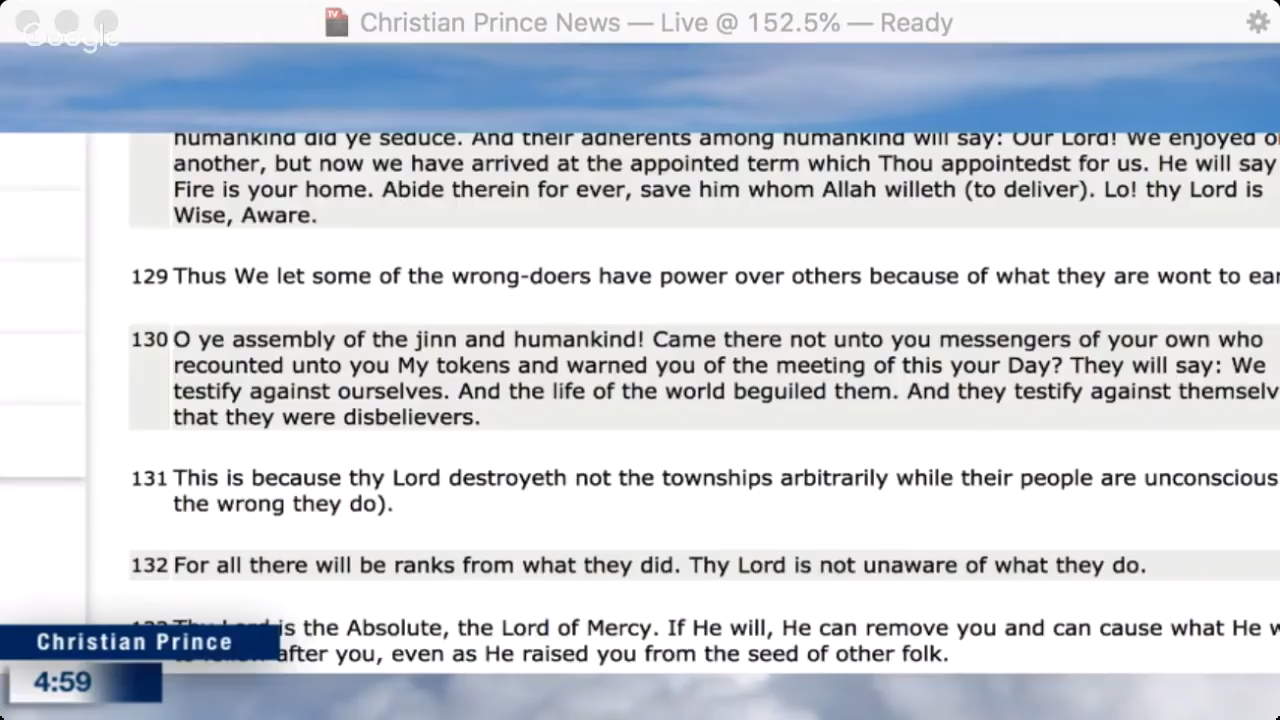 Christian Prince News — Live @ 152.5% — Ready
Google
humankind did ye seduce. And their adherents among humankind will say: Our Lord! We enjoyed
another, but now we have arrived at the appointed term which Thou appointedst for us. He will say
Fire is your home. Abide therein for ever, save him whom Allah willeth (to deliver). Lo! thy Lord is
Wise, Aware.
129 Thus We let some of the wrong-doers have power over others because of what they are wont to
130 O ye assembly of the jinn and humankind! Came there not unto you messengers of your own who
recounted unto you My tokens and warned you of the meeting of this your Day? They will say: We
testify against ourselves. And the life of the world beguiled them. And they testify against
that they were disbelievers.
131 This is because thy Lord destroyeth not the townships arbitrarily while their people are unconscious
the wrong they do).
132 For all there will be ranks from what they did. Thy Lord is not unaware of what they do.
is the Absolute, the Lord of Mercy. If He will, He can remove you and can cause what He
after you, even as He raised you from the seed of other folk.
Christian Prince
4:59